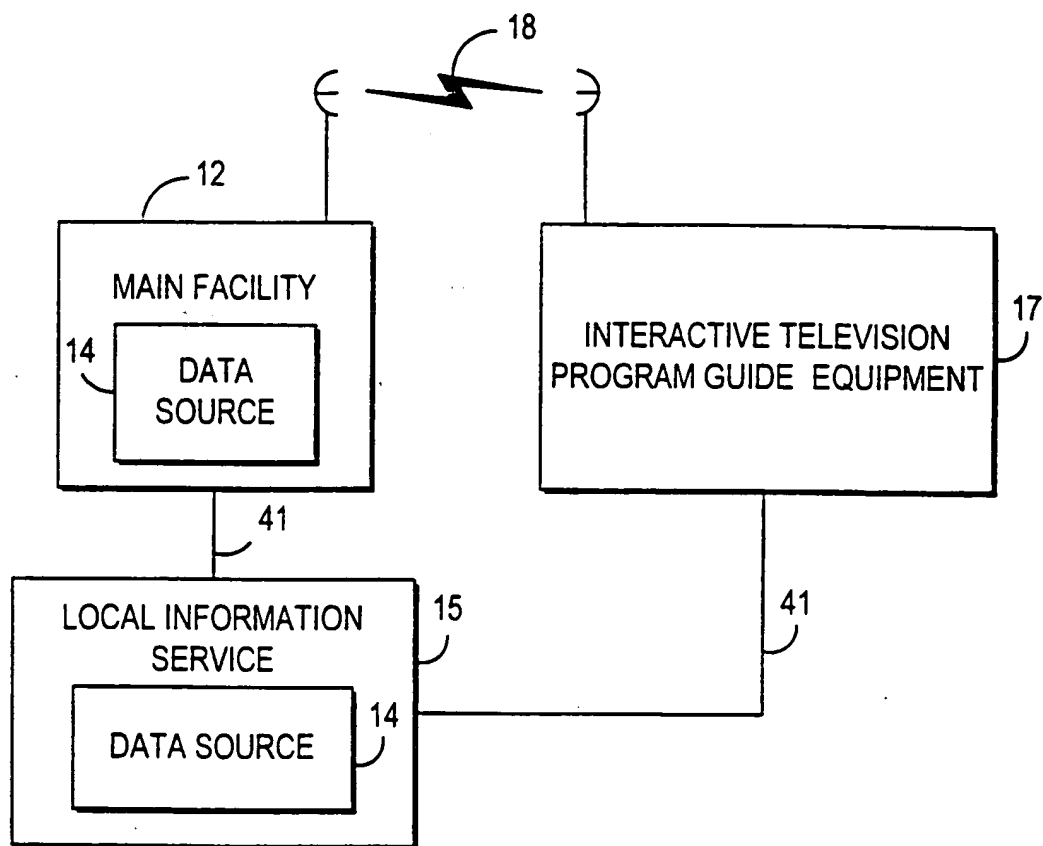 18
12
MAIN FACILITY
14
DATA
SOURCE
INTERACTIVE TELEVISION
PROGRAM GUIDE EQUIPMENT
17
41
LOCAL INFORMATION
SERVICE
15
41
DATA SOURCE
14